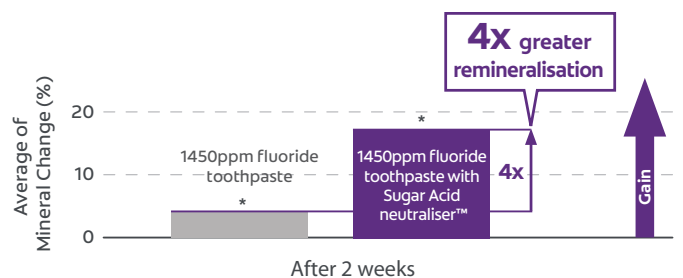 4x greater
remineralisation
Average of
Mineral Change (%)
20
10
0
1450ppm fluoride
toothpaste
*
*
1450ppm fluoride
toothpaste with
Sugar Acid
neutraliser™
4x
Gain
After 2 weeks